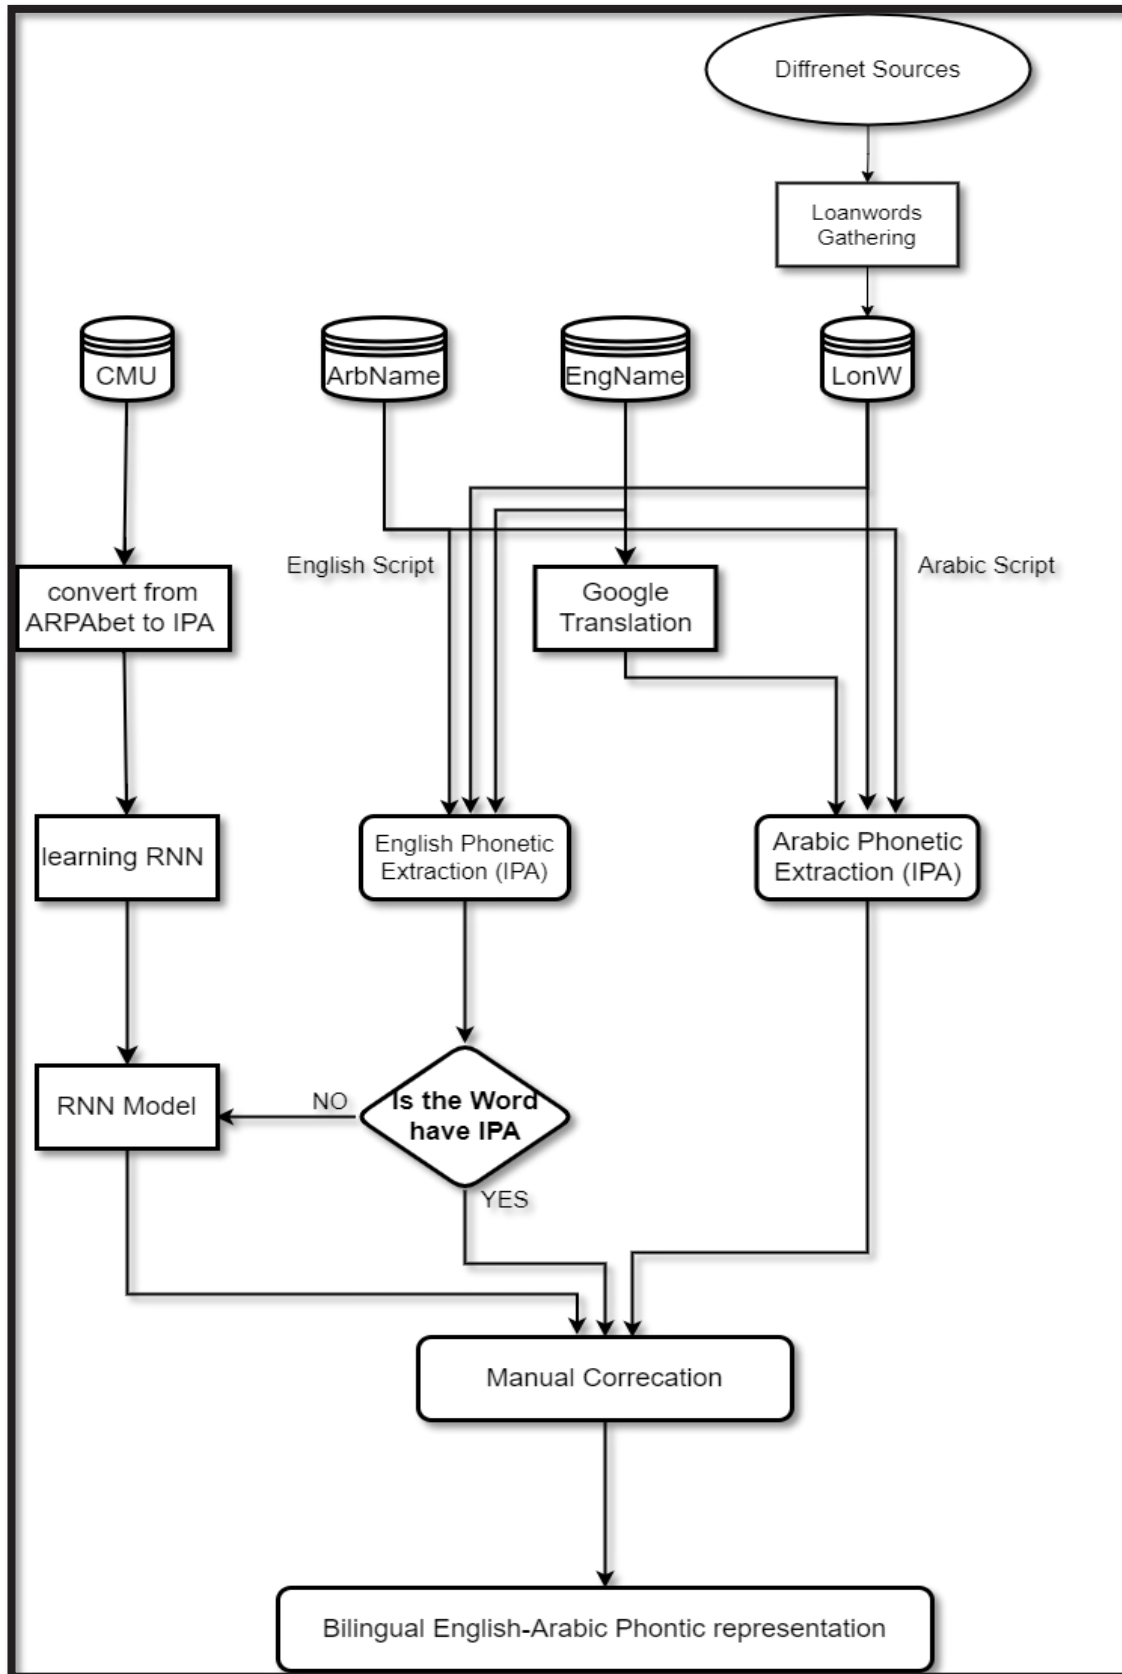 Diffrenet Sources
Loanwords
Gathering
CMU
ArbName
EngName
LonW
English Script
Arabic Script
convert from
ARPAbet to IPA
Google
Translation
learning RNN
English Phonetic
Extraction (IPA)
Arabic Phonetic
Extraction (IPA)
RNN Model
NO
Is the Word
have IPA
YES
Manual Correcation
Bilingual English-Arabic Phontic representation